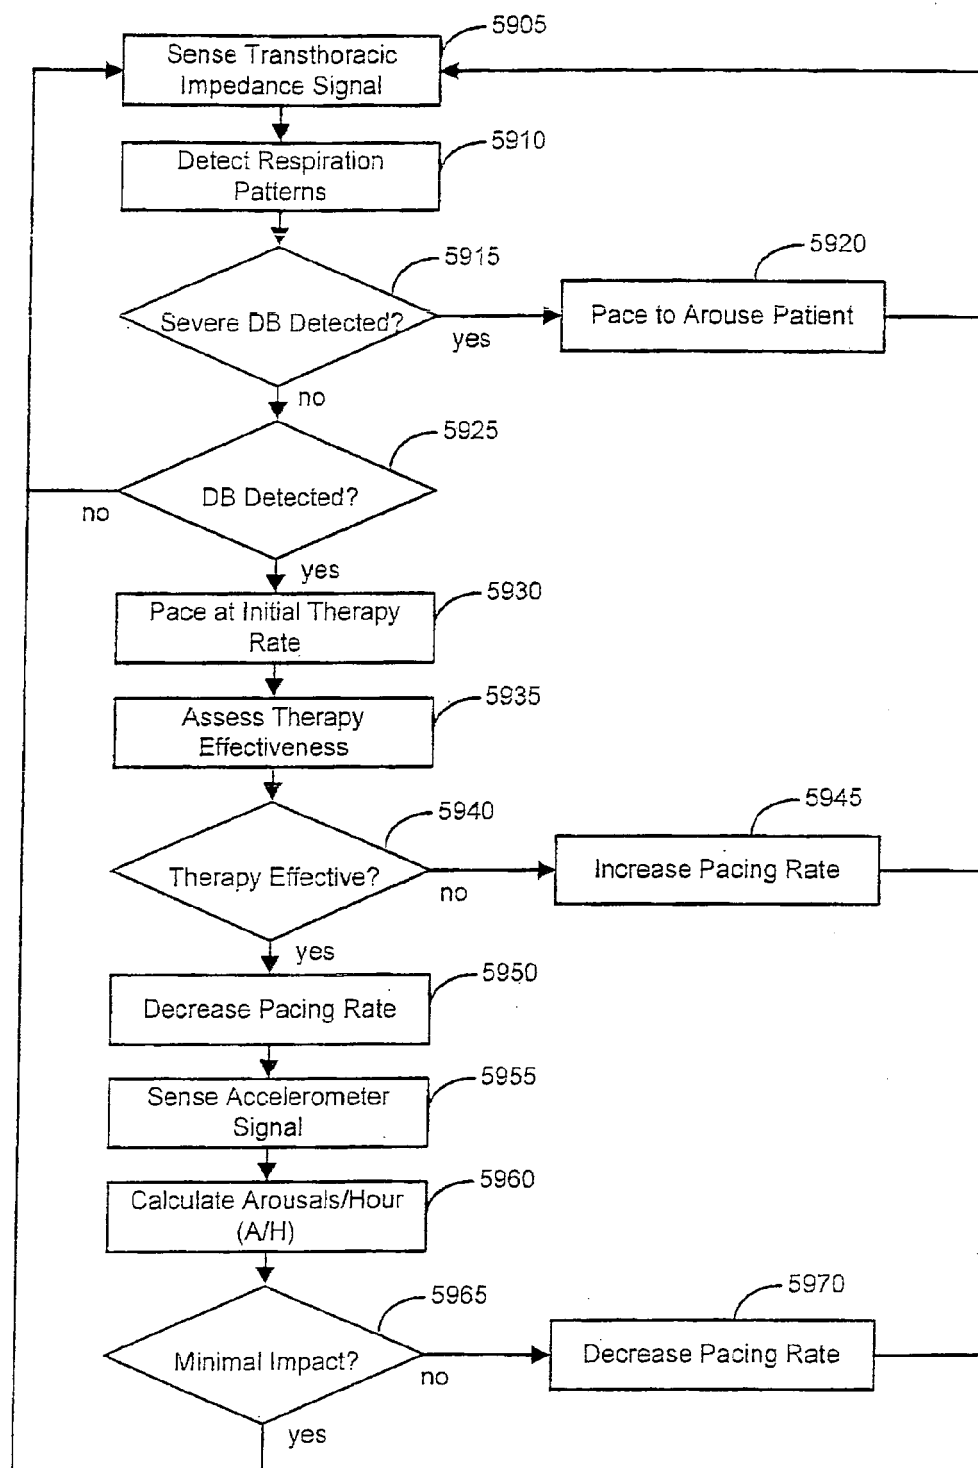 5905
Sense Transthoracic
Impedance Signal
5910
Detect Respiration
Patterns
5915
Severe DB Detected?
yes
5920
Pace to Arouse Patient
no
5925
DB Detected?
no
yes
5930
Pace at Initial Therapy
Rate
5935
Assess Therapy
Effectiveness
5940
Therapy Effective?
no
5945
Increase Pacing Rate
yes
5950
Decrease Pacing Rate
5955
Sense Accelerometer
Signal
5960
Calculate Arousals/Hour
(A/H)
5965
Minimal Impact?
no
5970
Decrease Pacing Rate
yes